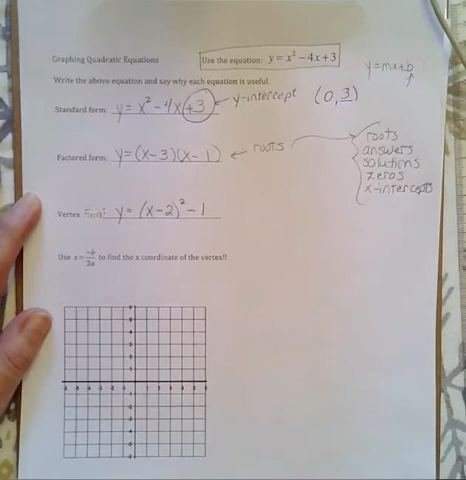 Graphing Quadratic Equations
Use the equation: y = x² − 4x + 3
y = mx + b
Write the above equation and say why each equation is useful.
Standard form: y = x² − 4x + 3 ← y-intercept (0, 3)
Factored form: y = (x − 3)(x − 1) ← roots
roots
answers
solutions
zeros
x-intercepts
Vertex Form: y = (x − 2)² − 1
Use x = −b/2a to find the x coordinate of the vertex!!